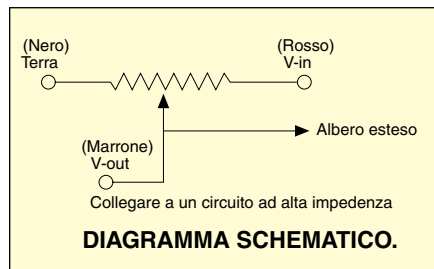 (Nero)
Terra
(Rosso)
V-in
(Marrone)
V-out
Albero esteso
Collegare a un circuito ad alta impedenza
DIAGRAMMA SCHEMATICO.